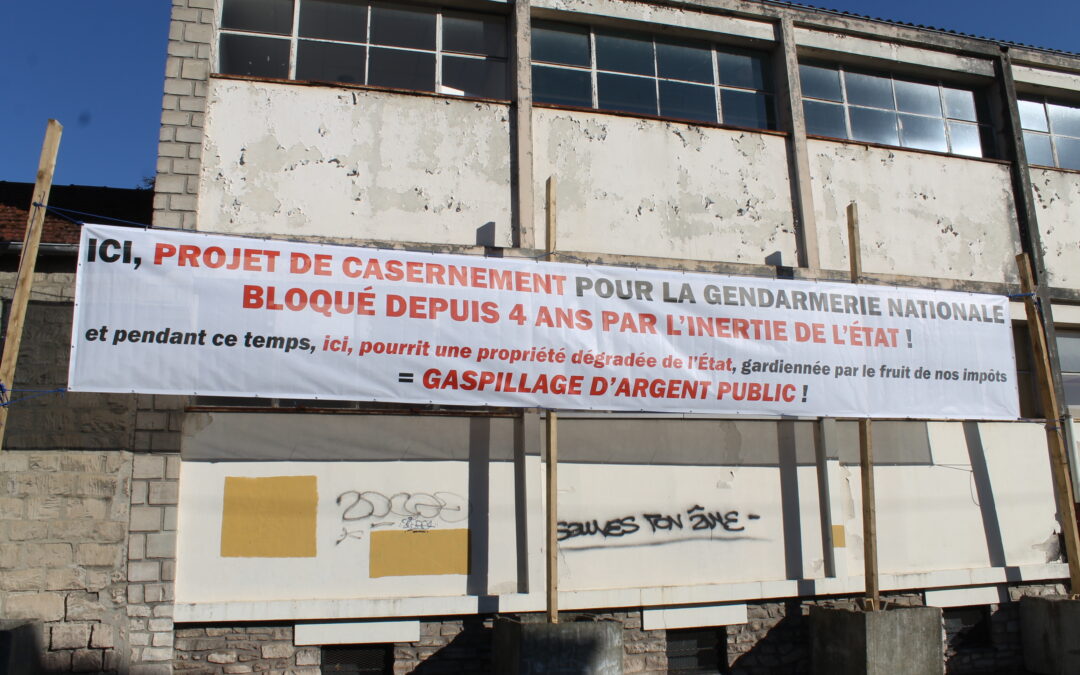 ICI, PROJET DE CASERNEMENT POUR LA GENDARMERIE NATIONALE
BLOQUÉ DEPUIS 4 ANS PAR L'INERTIE DE L'ÉTAT !
et pendant ce temps, ici, pourrit une propriété dégradée de l'État, gardiennée par le fruit de nos impôts
= GASPILLAGE D'ARGENT PUBLIC !
sauves ton âme -